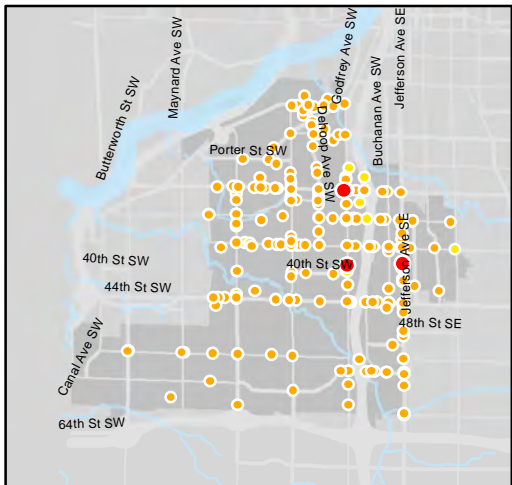 Butterworth St SW
Maynard Ave SW
Godfrey Ave SW
Buchanan Ave SW
Jefferson Ave SE
Porter St SW
Dehoop Ave SW
40th St SW
40th St SW
44th St SW
Jefferson Ave SE
48th St SE
Canal Ave SW
64th St SW